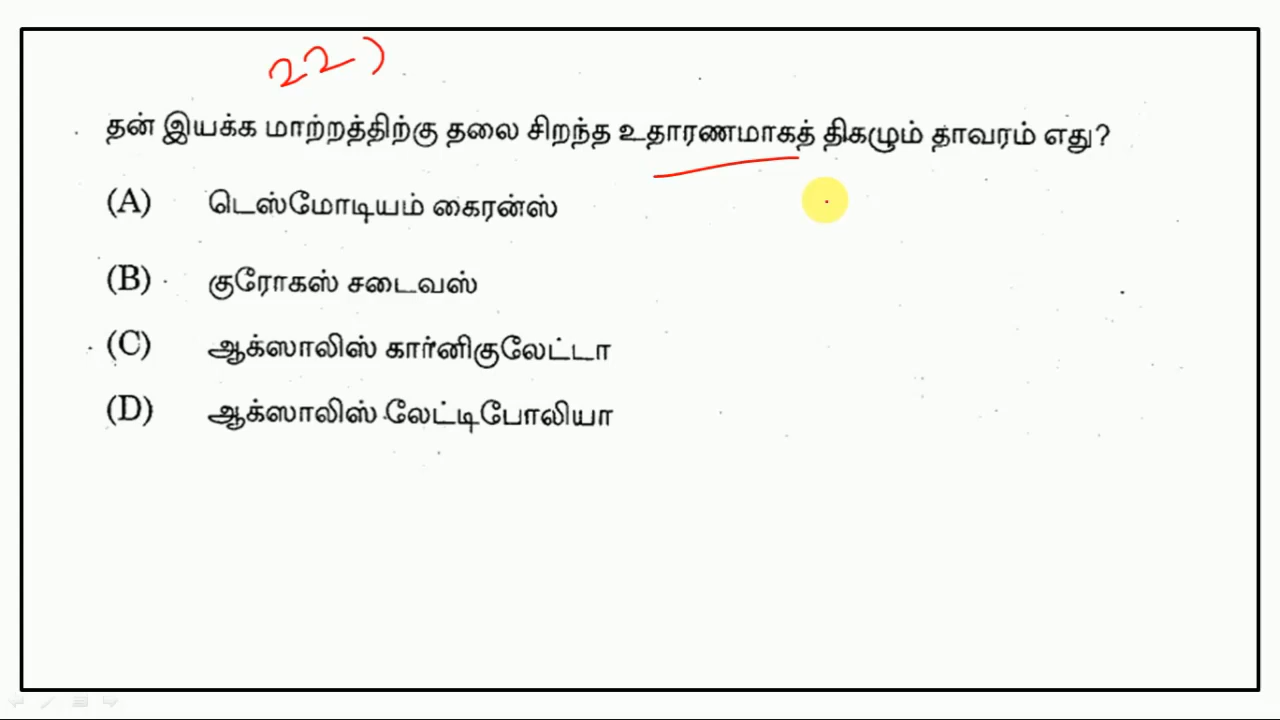 22)
தன் இயக்க மாற்றத்திற்கு தலை சிறந்த உதாரணமாகத் திகழும் தாவரம் எது?
(A) டெஸ்மோடியம் கைரன்ஸ்
(B) குரோகஸ் சடைவஸ்
(C) ஆக்ஸாலிஸ் கார்னிகுலேட்டா
(D) ஆக்ஸாலிஸ் லேட்டிபோலியா